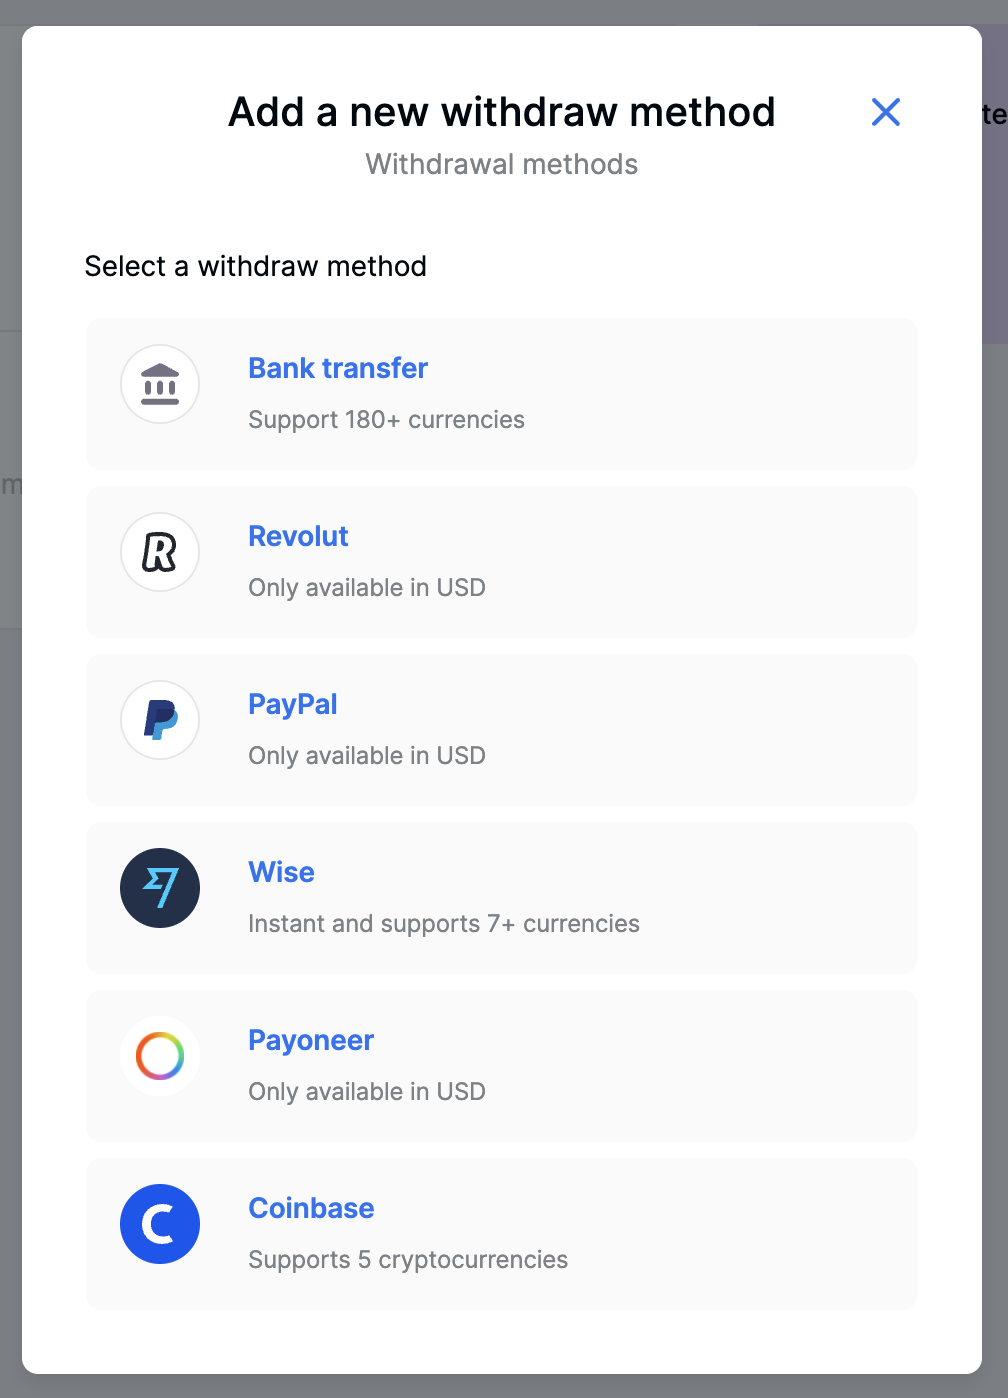 Add a new withdraw method
Withdrawal methods
te
Select a withdraw method
Bank transfer
Support 180+ currencies
m
Revolut
Only available in USD
PayPal
Only available in USD
Wise
Instant and supports 7+ currencies
Payoneer
Only available in USD
Coinbase
Supports 5 cryptocurrencies